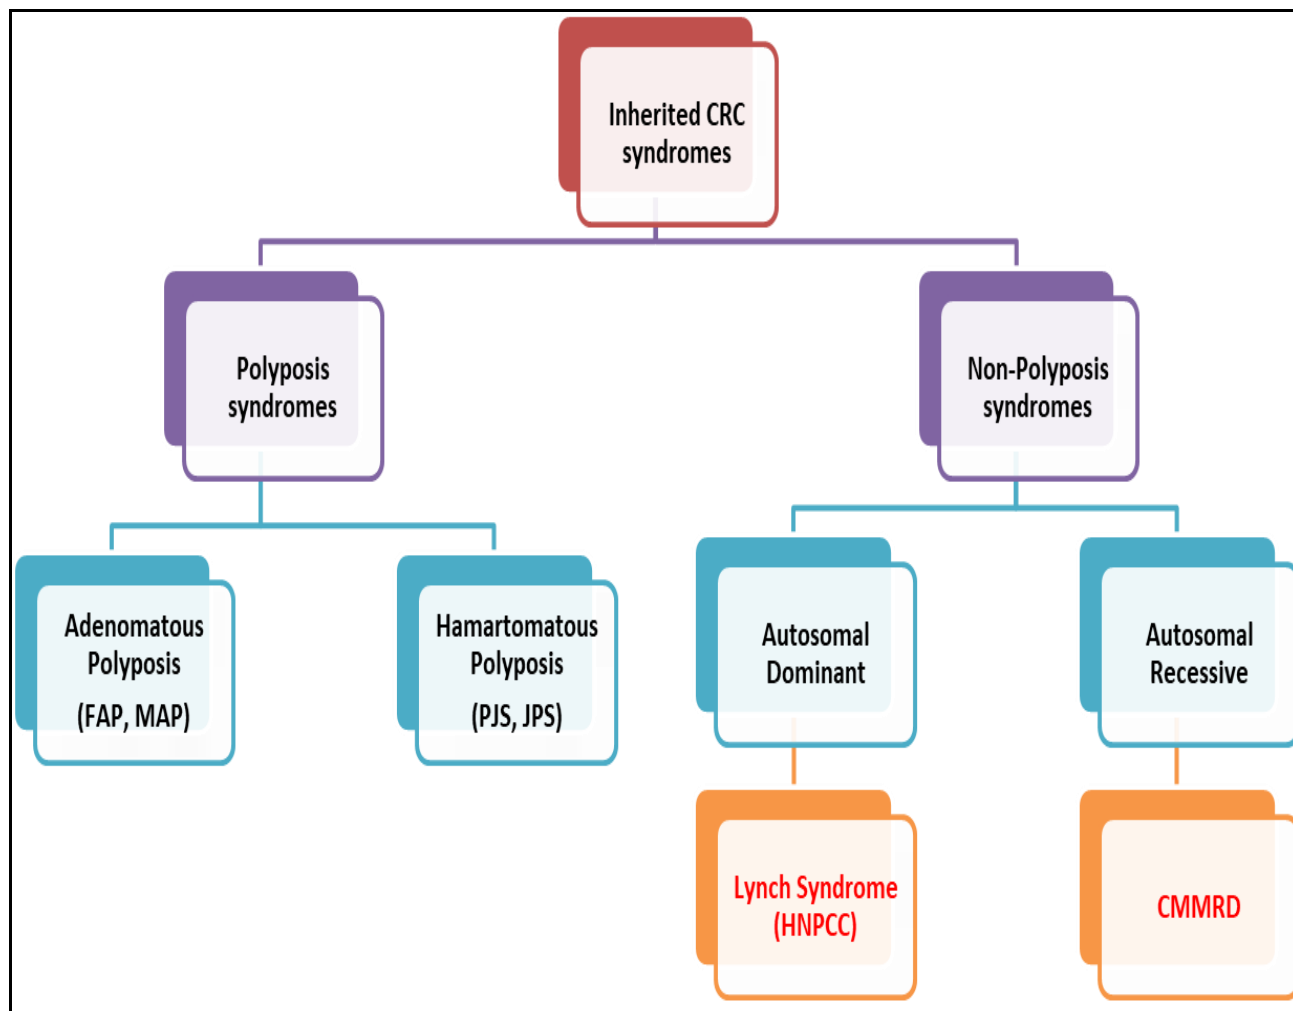 Inherited CRC
syndromes
Polyposis
syndromes
Non-Polyposis
syndromes
Adenomatous
Polyposis
(FAP, MAP)
Hamartomatous
Polyposis
(PJS, JPS)
Autosomal
Dominant
Autosomal
Recessive
Lynch Syndrome
(HNPCC)
CMMRD